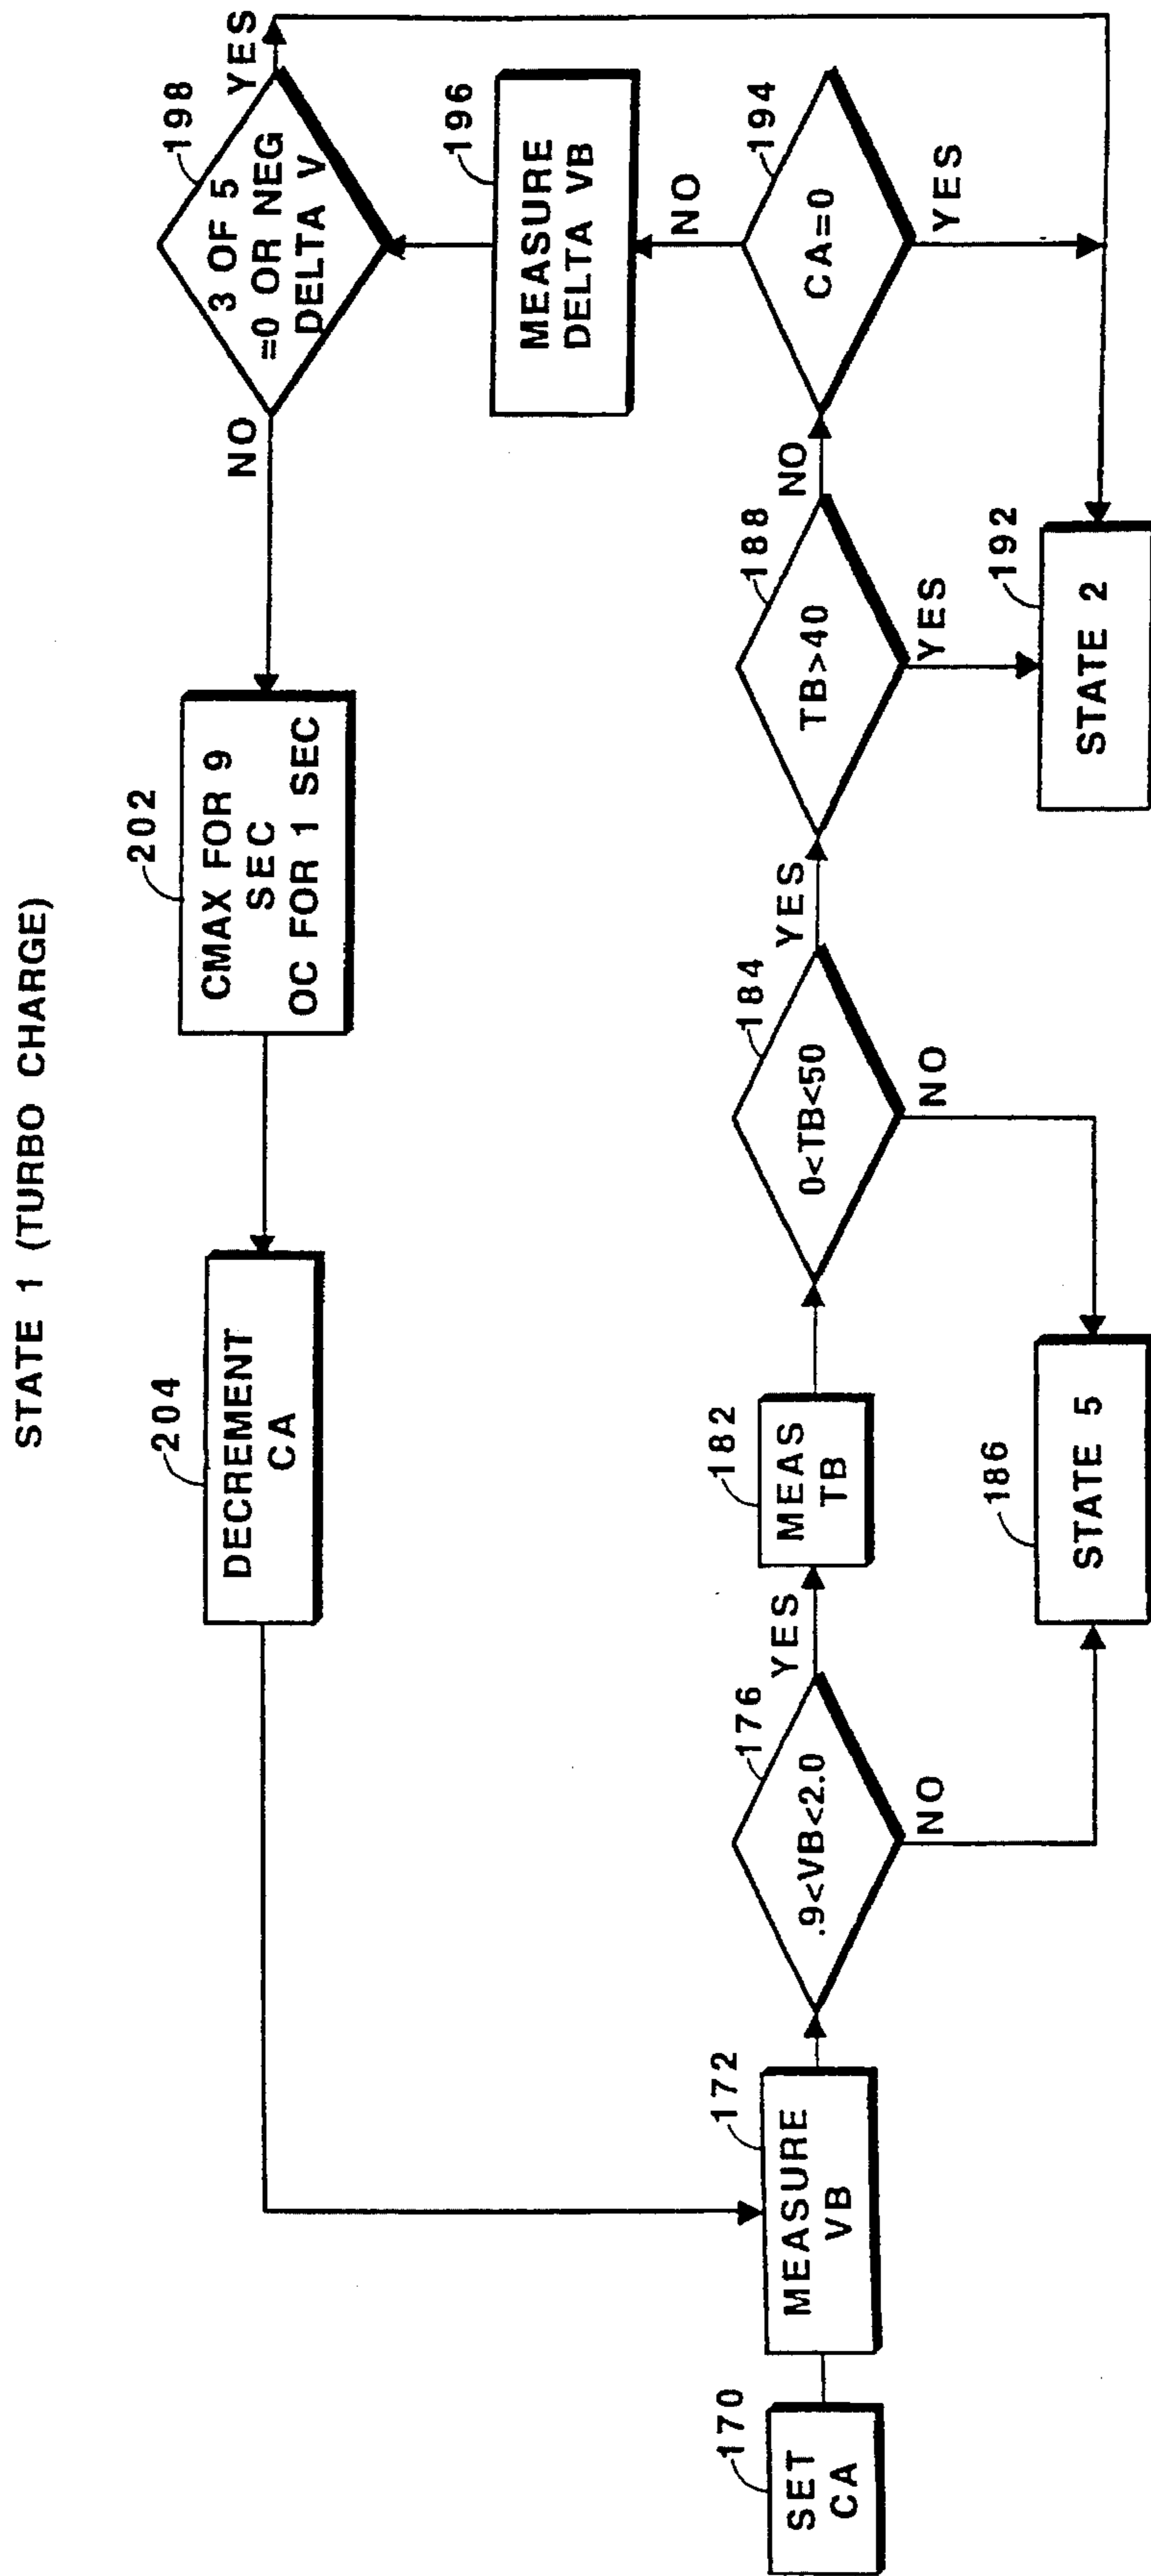 STATE 1 (TURBO CHARGE)
204
DECREMENT
CA
202
CMAX FOR 9
SEC
OC FOR 1 SEC
NO
198
3 OF 5
=0 OR NEG
DELTA V
YES
196
MEASURE
DELTA VB
NO
170
SET
CA
172
MEASURE
VB
176
.9<VB<2.0
YES
NO
182
MEAS
TB
184
0<TB<50
YES
NO
188
TB>40
NO
YES
194
CA=0
YES
186
STATE 5
192
STATE 2